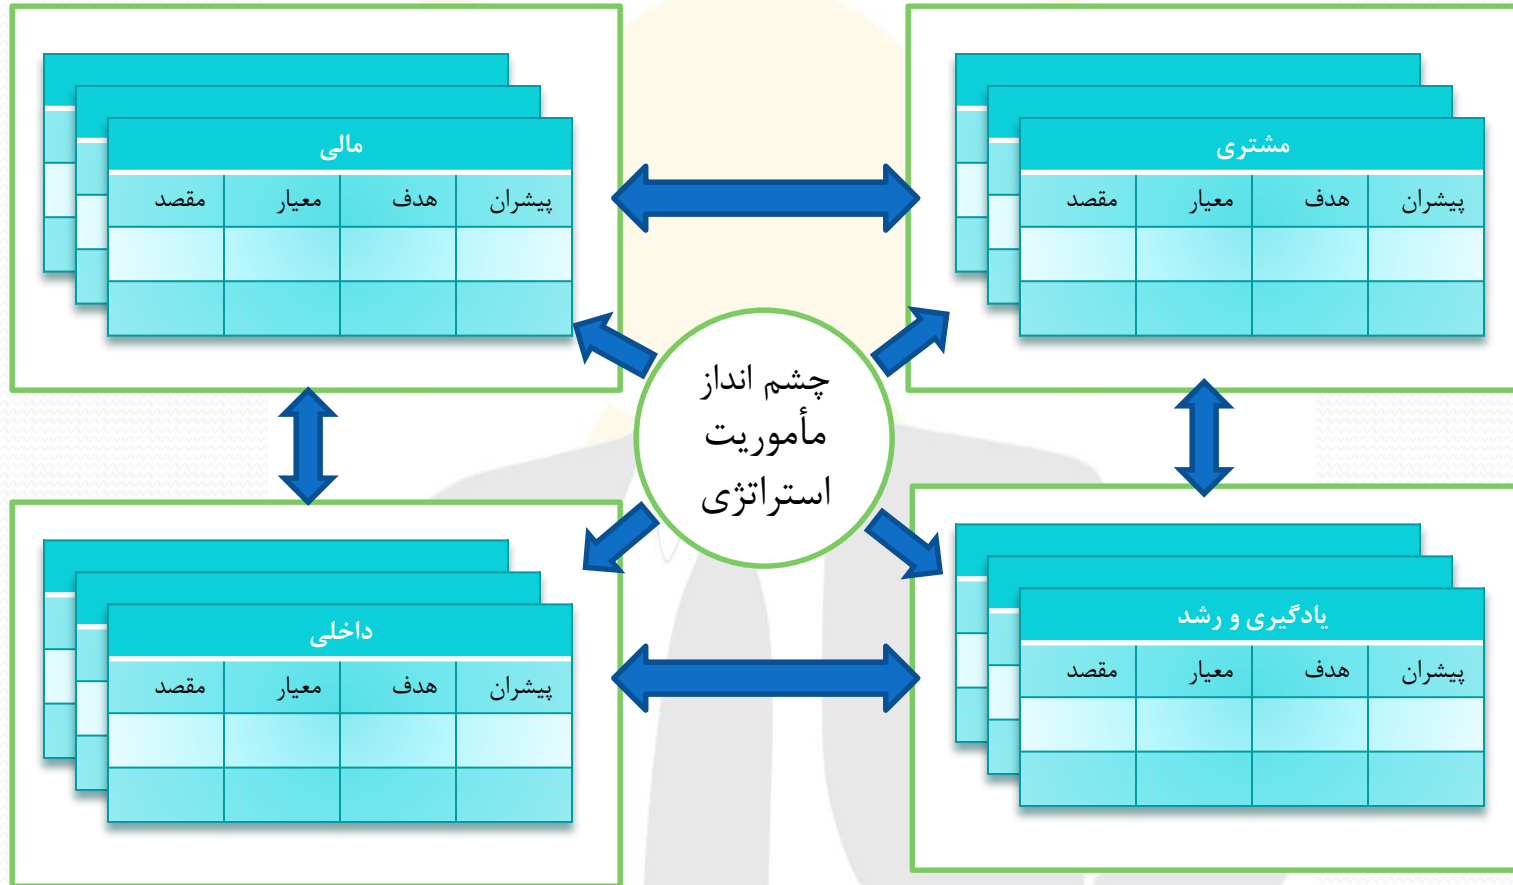 مشتری
پیشران هدف معیار مقصد
مالی
پیشران هدف معیار مقصد
چشم انداز
مأموریت
استراتژی
یادگیری و رشد
پیشران هدف معیار مقصد
داخلی
پیشران هدف معیار مقصد